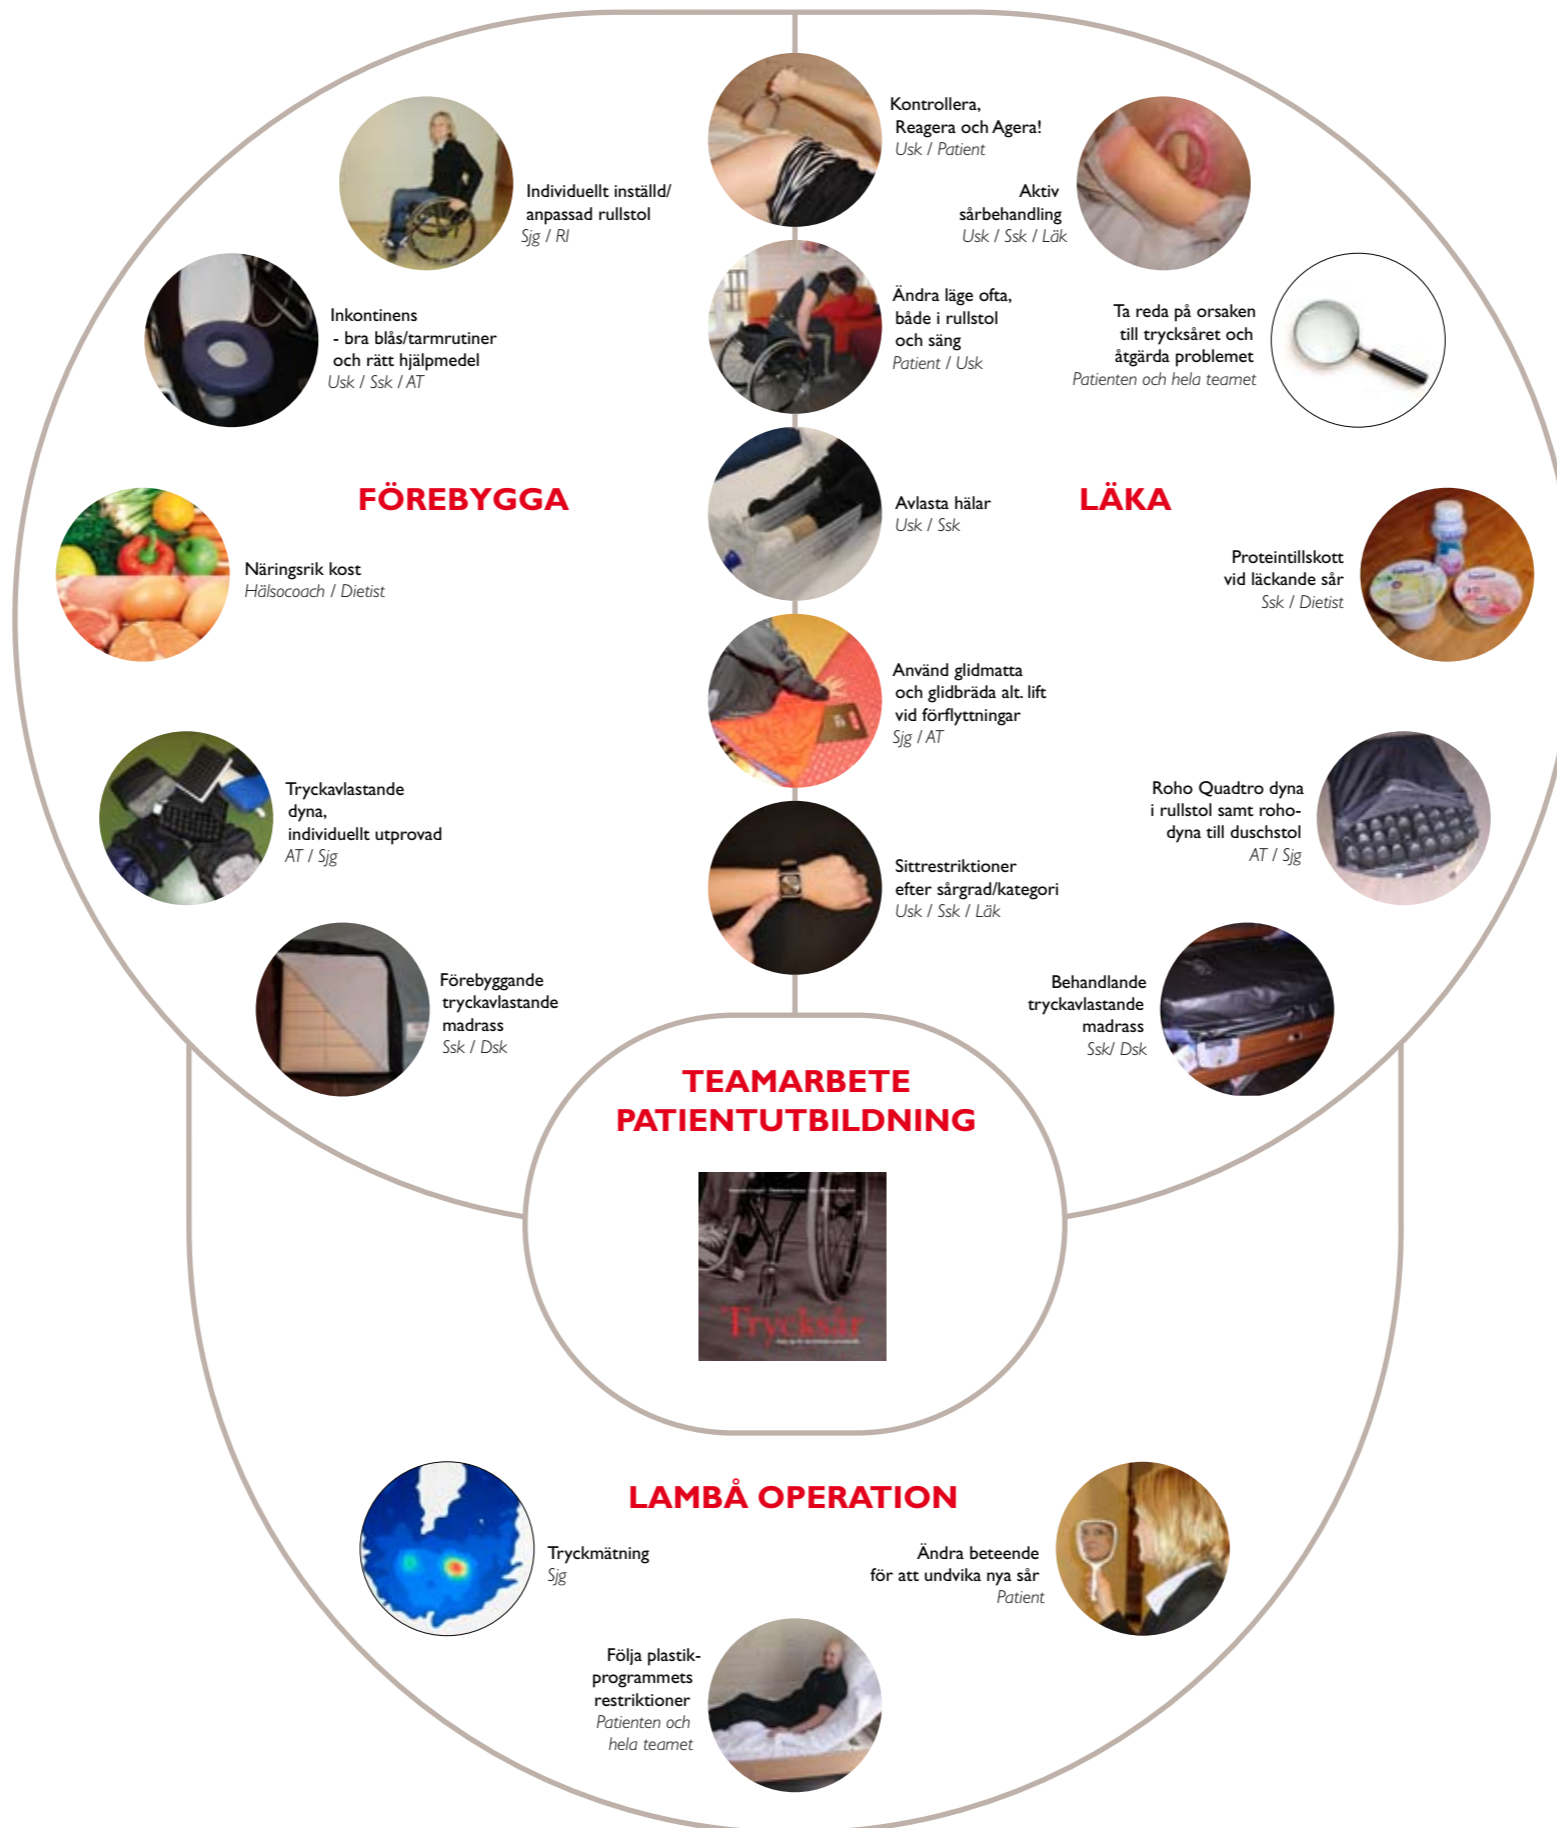 Kontrollera,
Reagera och Agera!
Usk / Patient
Individuellt inställd/
anpassad rullstol
Sjg / RI
Aktiv
sårbehandling
Usk / Ssk / Läk
Inkontinens
- bra blås/tarmrutiner
och rätt hjälpmedel
Usk / Ssk / AT
Ändra läge ofta,
både i rullstol
och säng
Patient / Usk
Ta reda på orsaken
till trycksåret och
åtgärda problemet
Patienten och hela teamet
FÖREBYGGA
Avlasta hälar
Usk / Ssk
LÄKA
Näringsrik kost
Hälsocoach / Dietist
Proteintillskott
vid läckande sår
Ssk / Dietist
Använd glidmatta
och glidbräda alt. lift
vid förflyttningar
Sjg / AT
Tryckavlastande
dyna,
individuellt utprovad
AT / Sjg
Roho Quadtro dyna
i rullstol samt roho-
dyna till duschstol
AT / Sjg
Sittrestriktioner
efter sårgrad/kategori
Usk / Ssk / Läk
Förebyggande
tryckavlastande
madrass
Ssk / Dsk
Behandlande
tryckavlastande
madrass
Ssk/ Dsk
TEAMARBETE
PATIENTUTBILDNING
Trycksår
LAMBÅ OPERATION
Tryckmätning
Sjg
Ändra beteende
för att undvika nya sår
Patient
Följa plastik-
programmets
restriktioner
Patienten och
hela teamet